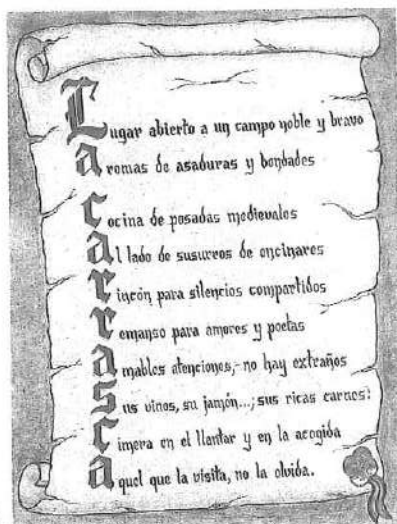 Lugar abierto a un campo noble y bravo
aromas de asaduras y bondades
cocina de posadas medievales
al lado de susurros de encinares
rincón para silencios compartidos
remanso para amores y poetas
amables atenciones,- no hay extraños
Sus vinos, su jamón...; sus ricas carnes:
cimera en el llantar y en la acogida
aquel que la visita, no la olvida.